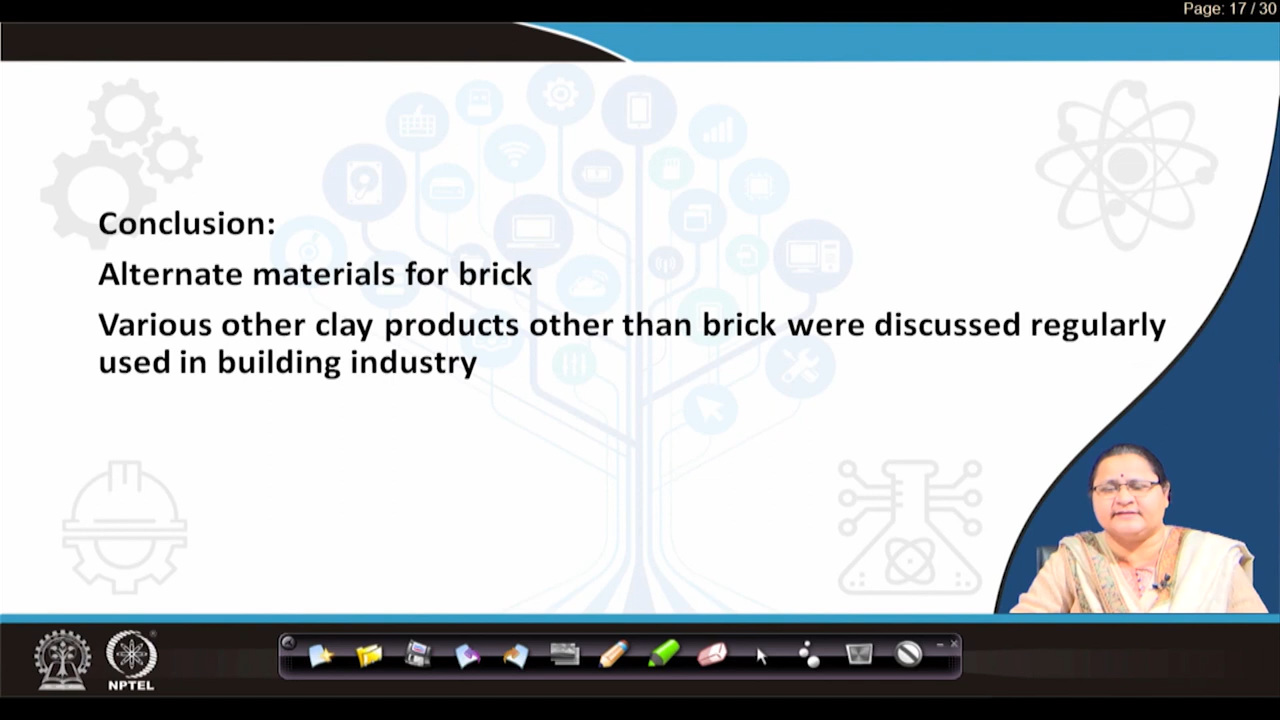 Page: 17 / 30
Conclusion:
Alternate materials for brick
Various other clay products other than brick were discussed regularly
used in building industry
NPTEL